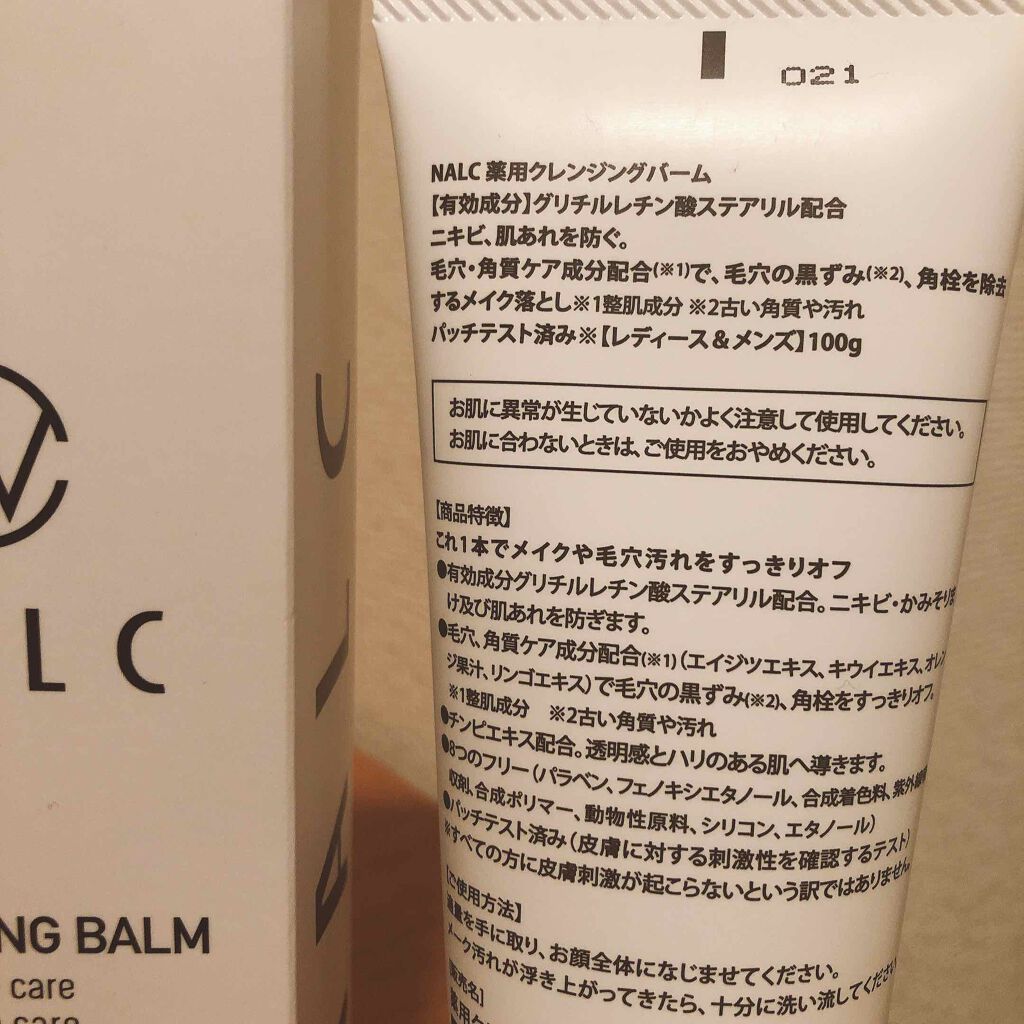 021
NALC 薬用クレンジングバーム
【有効成分】グリチルレチン酸ステアリル配合
ニキビ、肌あれを防ぐ。
毛穴・角質ケア成分配合(※1)で、毛穴の黒ずみ(※2)、角栓を除去
するメイク落とし※1整肌成分 ※2古い角質や汚れ
パッチテスト済み※【レディース&メンズ】100g
お肌に異常が生じていないかよく注意して使用してください。
お肌に合わないときは、ご使用をおやめください。
【商品特徴】
これ1本でメイクや毛穴汚れをすっきりオフ
●有効成分グリチルレチン酸ステアリル配合。ニキビ・かみそりま
け及び肌あれを防ぎます。
●毛穴、角質ケア成分配合(※1)(エイジツエキス、キウイエキス、オレン
ジ果汁、リンゴエキス)で毛穴の黒ずみ(※2)、角栓をすっきりオフ。
※1整肌成分 ※2古い角質や汚れ
●チンピエキス配合。透明感とハリのある肌へ導きます。
●8つのフリー(パラベン、フェノキシエタノール、合成着色料、紫外線吸
収剤、合成ポリマー、動物性原料、シリコン、エタノール)
●パッチテスト済み(皮膚に対する刺激性を確認するテスト)
※すべての方に皮膚刺激が起こらないという訳ではありません。
【ご使用方法】
適量を手に取り、お顔全体になじませてください。
メーク汚れが浮き上がってきたら、十分に洗い流してください
【販売名】
薬用ク
LC
NALC
NG BALM
care
care